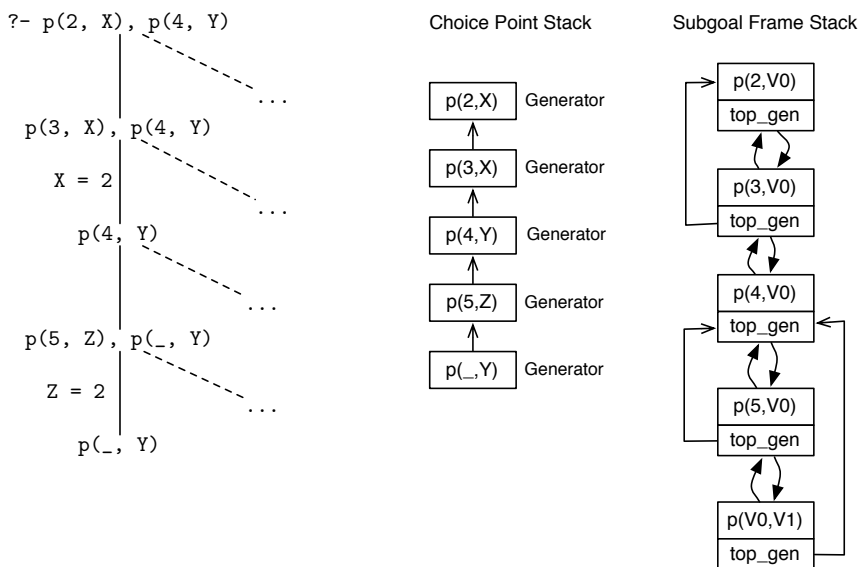 ?- p(2, X), p(4, Y)
...
p(3, X), p(4, Y)
X = 2
...
p(4, Y)
...
p(5, Z), p(_, Y)
Z = 2
...
p(_, Y)
Choice Point Stack
p(2,X) Generator
p(3,X) Generator
p(4,Y) Generator
p(5,Z) Generator
p(_,Y) Generator
Subgoal Frame Stack
p(2,V0)
top_gen
p(3,V0)
top_gen
p(4,V0)
top_gen
p(5,V0)
top_gen
p(V0,V1)
top_gen